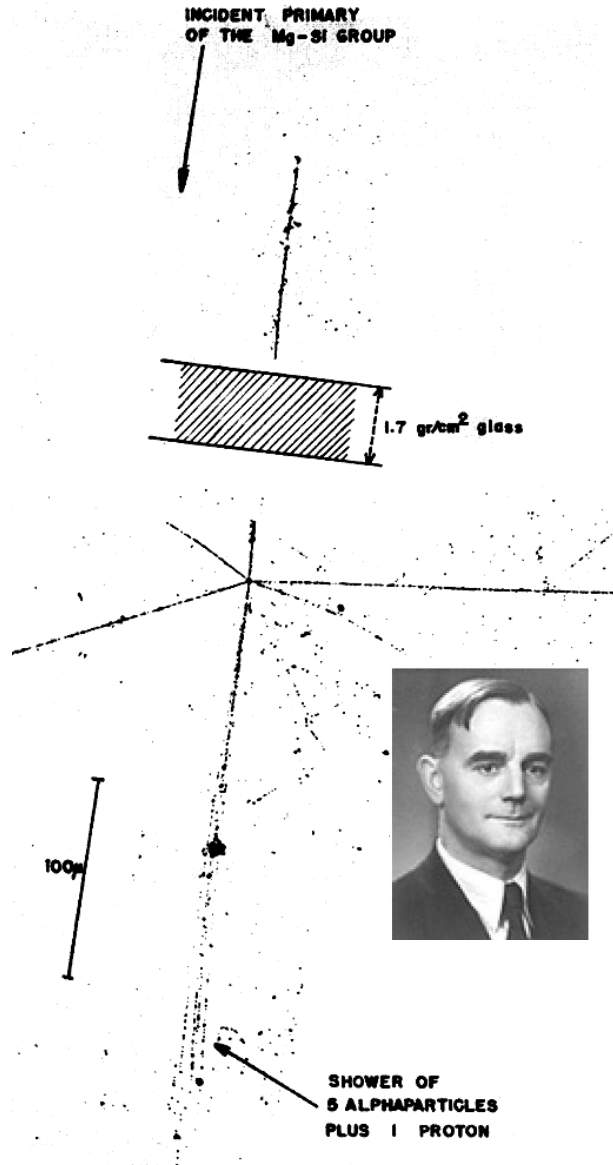 INCIDENT PRIMARY
OF THE Mg-Si GROUP
1.7 gr/cm² glass
100μ
SHOWER OF
5 ALPHAPARTICLES
PLUS 1 PROTON